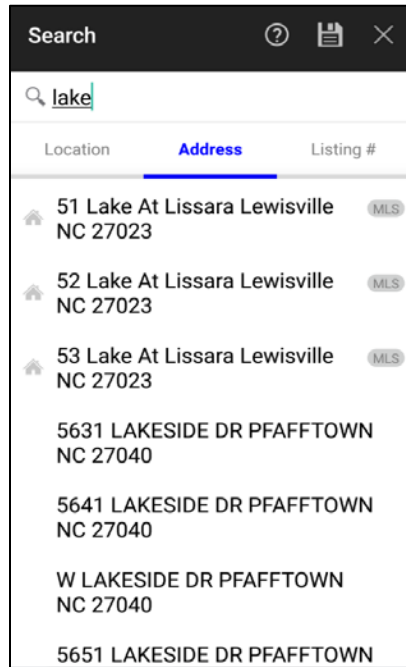 Search
lake
Location Address Listing #
51 Lake At Lissara Lewisville MLS
NC 27023
52 Lake At Lissara Lewisville MLS
NC 27023
53 Lake At Lissara Lewisville MLS
NC 27023
5631 LAKESIDE DR PFAFFTOWN
NC 27040
5641 LAKESIDE DR PFAFFTOWN
NC 27040
W LAKESIDE DR PFAFFTOWN
NC 27040
5651 LAKESIDE DR PFAFFTOWN